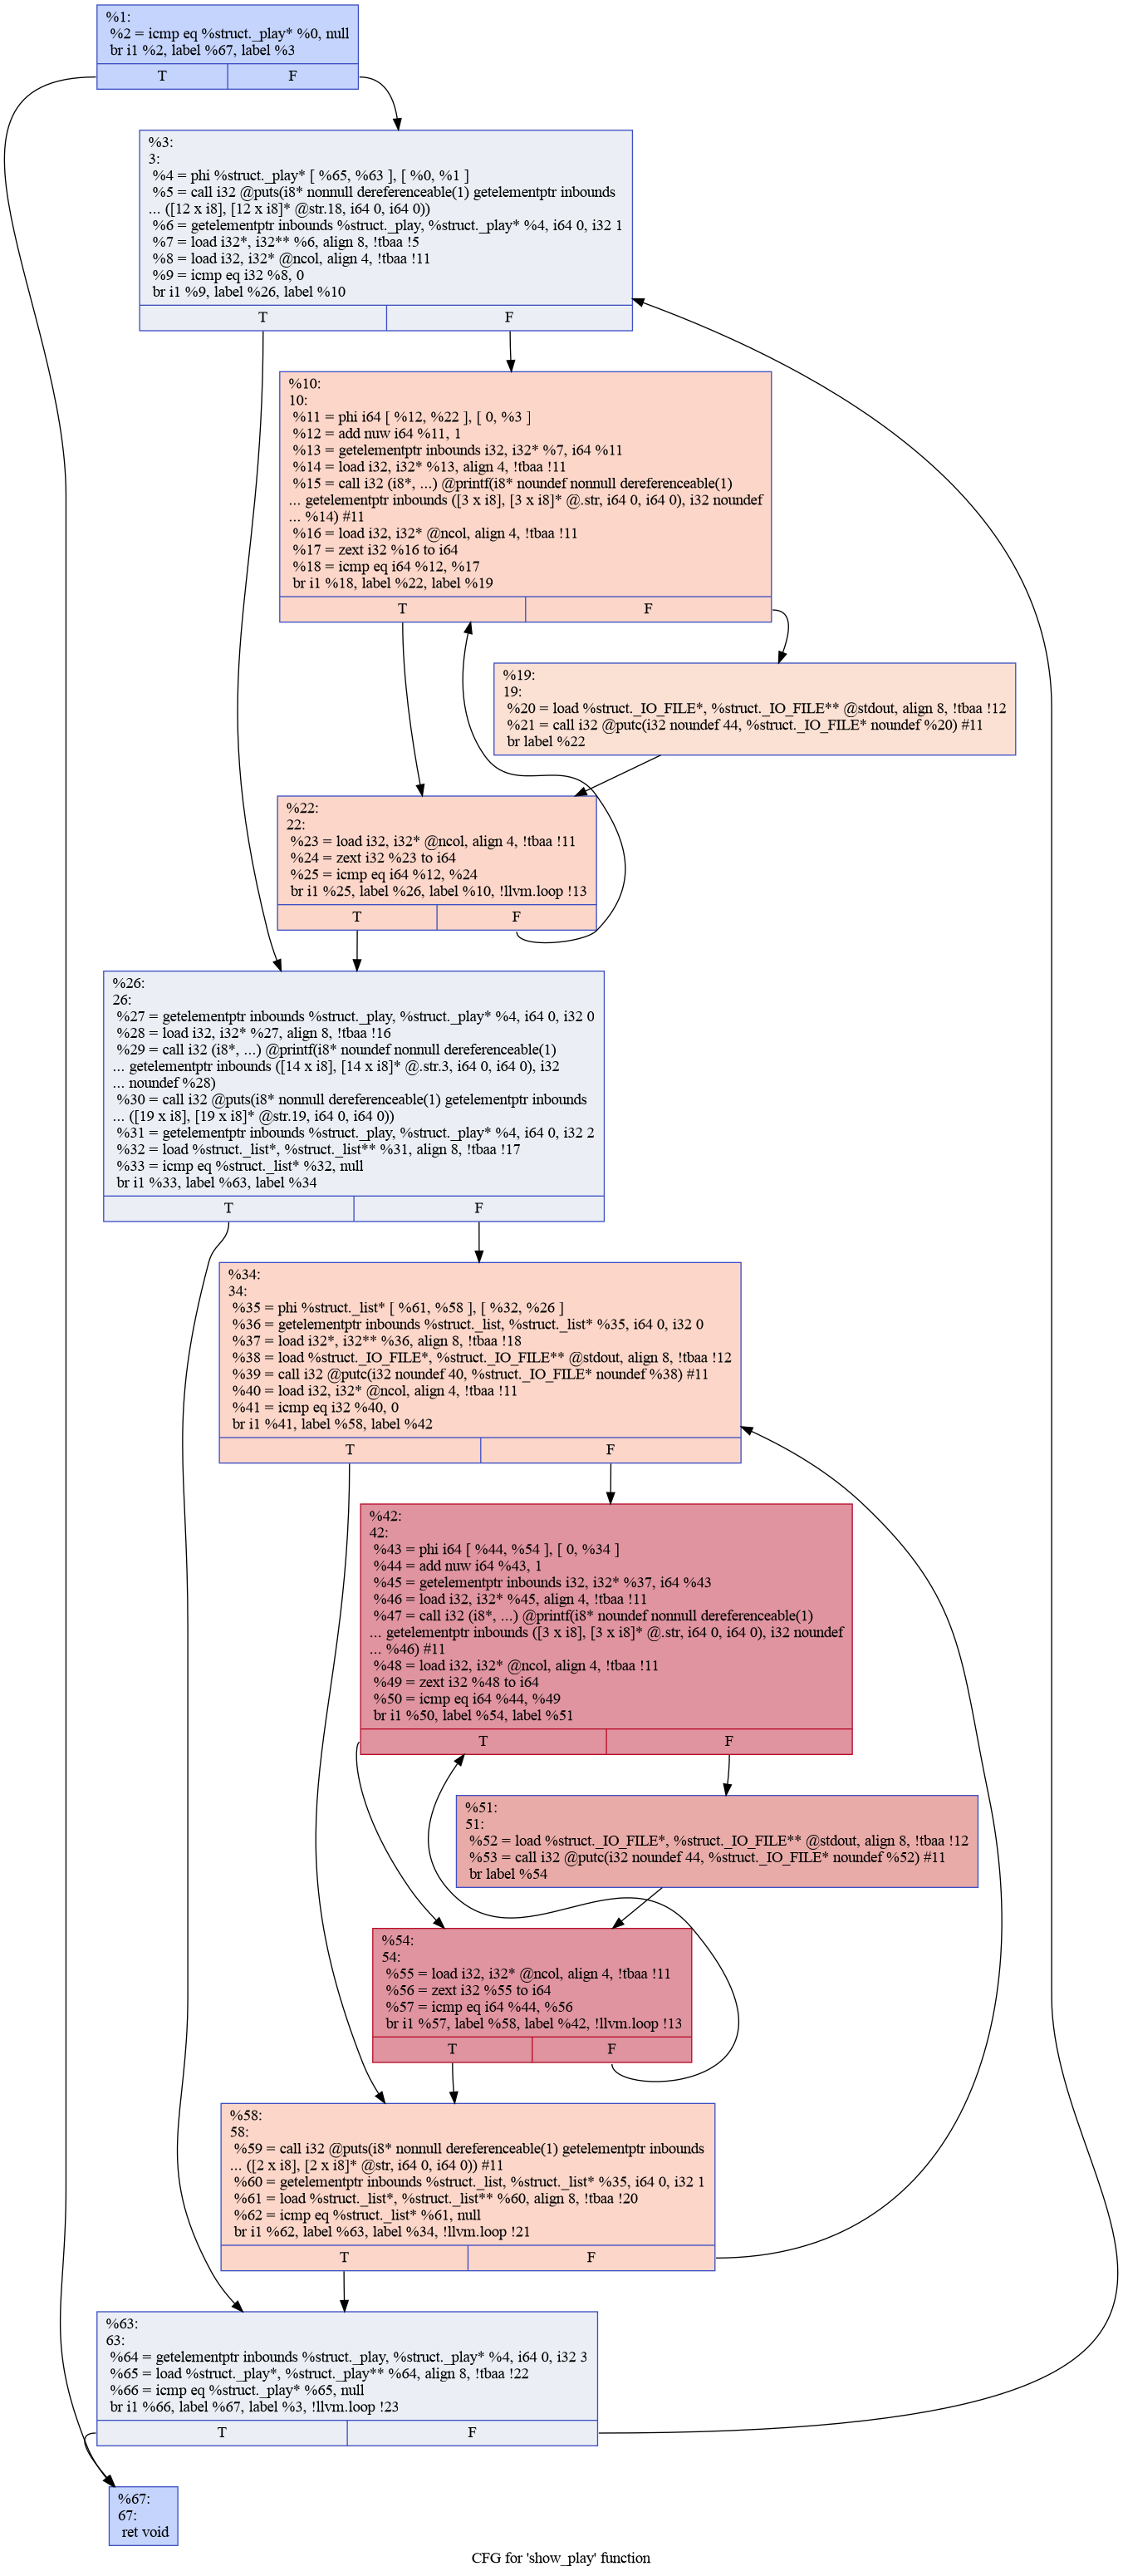 %1:
%2 = icmp eq %struct._play* %0, null
br i1 %2, label %67, label %3
T F
%3:
3:
%4 = phi %struct._play* [ %65, %63 ], [ %0, %1 ]
%5 = call i32 @puts(i8* nonnull dereferenceable(1) getelementptr inbounds
... ([12 x i8], [12 x i8]* @str.18, i64 0, i64 0))
%6 = getelementptr inbounds %struct._play, %struct._play* %4, i64 0, i32 1
%7 = load i32*, i32** %6, align 8, !tbaa !5
%8 = load i32, i32* @ncol, align 4, !tbaa !11
%9 = icmp eq i32 %8, 0
br i1 %9, label %26, label %10
T F
%10:
10:
%11 = phi i64 [ %12, %22 ], [ 0, %3 ]
%12 = add nuw i64 %11, 1
%13 = getelementptr inbounds i32, i32* %7, i64 %11
%14 = load i32, i32* %13, align 4, !tbaa !11
%15 = call i32 (i8*, ...) @printf(i8* noundef nonnull dereferenceable(1)
... getelementptr inbounds ([3 x i8], [3 x i8]* @.str, i64 0, i64 0), i32 noundef
... %14) #11
%16 = load i32, i32* @ncol, align 4, !tbaa !11
%17 = zext i32 %16 to i64
%18 = icmp eq i64 %12, %17
br i1 %18, label %22, label %19
T F
%19:
19:
%20 = load %struct._IO_FILE*, %struct._IO_FILE** @stdout, align 8, !tbaa !12
%21 = call i32 @putc(i32 noundef 44, %struct._IO_FILE* noundef %20) #11
br label %22
%22:
22:
%23 = load i32, i32* @ncol, align 4, !tbaa !11
%24 = zext i32 %23 to i64
%25 = icmp eq i64 %12, %24
br i1 %25, label %26, label %10, !llvm.loop !13
T F
%26:
26:
%27 = getelementptr inbounds %struct._play, %struct._play* %4, i64 0, i32 0
%28 = load i32, i32* %27, align 8, !tbaa !16
%29 = call i32 (i8*, ...) @printf(i8* noundef nonnull dereferenceable(1)
... getelementptr inbounds ([14 x i8], [14 x i8]* @.str.3, i64 0, i64 0), i32
... noundef %28)
%30 = call i32 @puts(i8* nonnull dereferenceable(1) getelementptr inbounds
... ([19 x i8], [19 x i8]* @str.19, i64 0, i64 0))
%31 = getelementptr inbounds %struct._play, %struct._play* %4, i64 0, i32 2
%32 = load %struct._list*, %struct._list** %31, align 8, !tbaa !17
%33 = icmp eq %struct._list* %32, null
br i1 %33, label %63, label %34
T F
%34:
34:
%35 = phi %struct._list* [ %61, %58 ], [ %32, %26 ]
%36 = getelementptr inbounds %struct._list, %struct._list* %35, i64 0, i32 0
%37 = load i32*, i32** %36, align 8, !tbaa !18
%38 = load %struct._IO_FILE*, %struct._IO_FILE** @stdout, align 8, !tbaa !12
%39 = call i32 @putc(i32 noundef 40, %struct._IO_FILE* noundef %38) #11
%40 = load i32, i32* @ncol, align 4, !tbaa !11
%41 = icmp eq i32 %40, 0
br i1 %41, label %58, label %42
T F
%42:
42:
%43 = phi i64 [ %44, %54 ], [ 0, %34 ]
%44 = add nuw i64 %43, 1
%45 = getelementptr inbounds i32, i32* %37, i64 %43
%46 = load i32, i32* %45, align 4, !tbaa !11
%47 = call i32 (i8*, ...) @printf(i8* noundef nonnull dereferenceable(1)
... getelementptr inbounds ([3 x i8], [3 x i8]* @.str, i64 0, i64 0), i32 noundef
... %46) #11
%48 = load i32, i32* @ncol, align 4, !tbaa !11
%49 = zext i32 %48 to i64
%50 = icmp eq i64 %44, %49
br i1 %50, label %54, label %51
T F
%51:
51:
%52 = load %struct._IO_FILE*, %struct._IO_FILE** @stdout, align 8, !tbaa !12
%53 = call i32 @putc(i32 noundef 44, %struct._IO_FILE* noundef %52) #11
br label %54
%54:
54:
%55 = load i32, i32* @ncol, align 4, !tbaa !11
%56 = zext i32 %55 to i64
%57 = icmp eq i64 %44, %56
br i1 %57, label %58, label %42, !llvm.loop !13
T F
%58:
58:
%59 = call i32 @puts(i8* nonnull dereferenceable(1) getelementptr inbounds
... ([2 x i8], [2 x i8]* @str, i64 0, i64 0)) #11
%60 = getelementptr inbounds %struct._list, %struct._list* %35, i64 0, i32 1
%61 = load %struct._list*, %struct._list** %60, align 8, !tbaa !20
%62 = icmp eq %struct._list* %61, null
br i1 %62, label %63, label %34, !llvm.loop !21
T F
%63:
63:
%64 = getelementptr inbounds %struct._play, %struct._play* %4, i64 0, i32 3
%65 = load %struct._play*, %struct._play** %64, align 8, !tbaa !22
%66 = icmp eq %struct._play* %65, null
br i1 %66, label %67, label %3, !llvm.loop !23
T F
%67:
67:
ret void
CFG for 'show_play' function